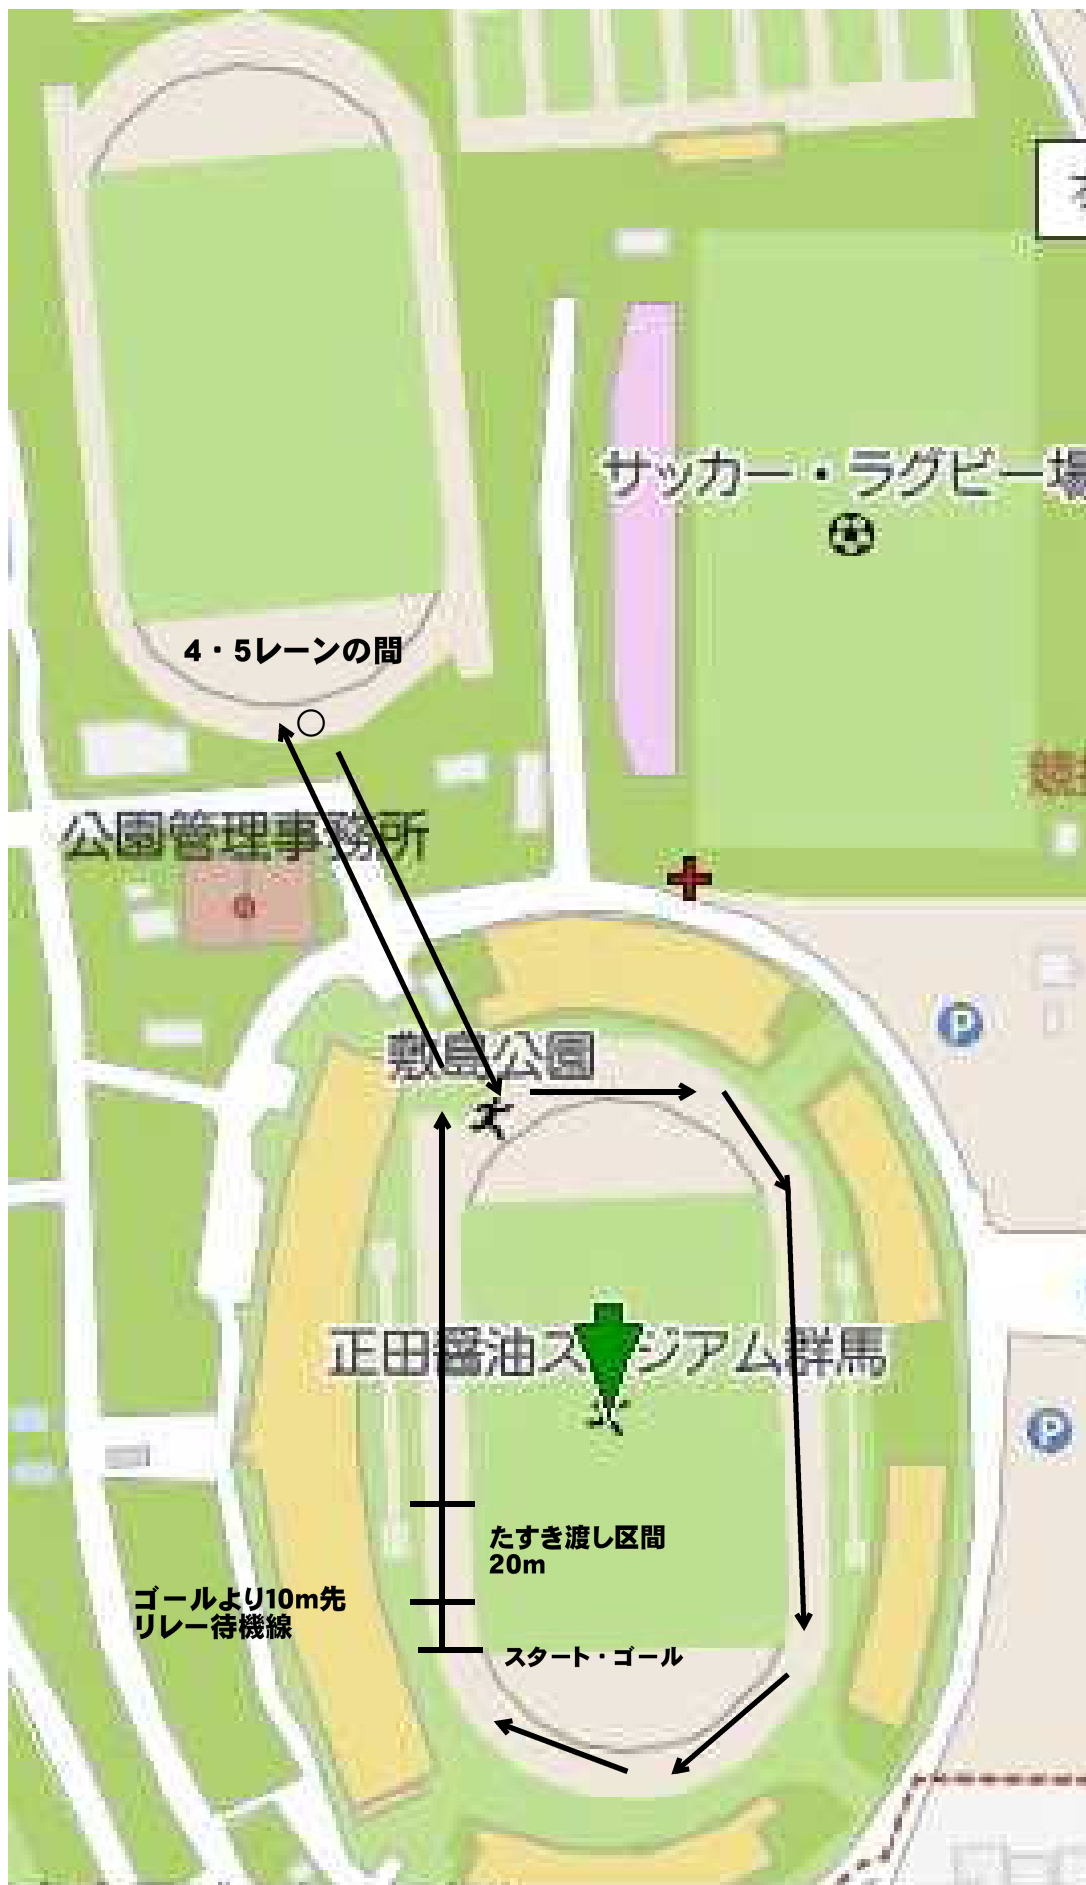 サッカー・ラグビー場
4・5レーンの間
公園管理事務所
P
敷島公園
正田醤油スタジアム群馬
P
たすき渡し区間
20m
ゴールより10m先
リレー待機線
スタート・ゴール